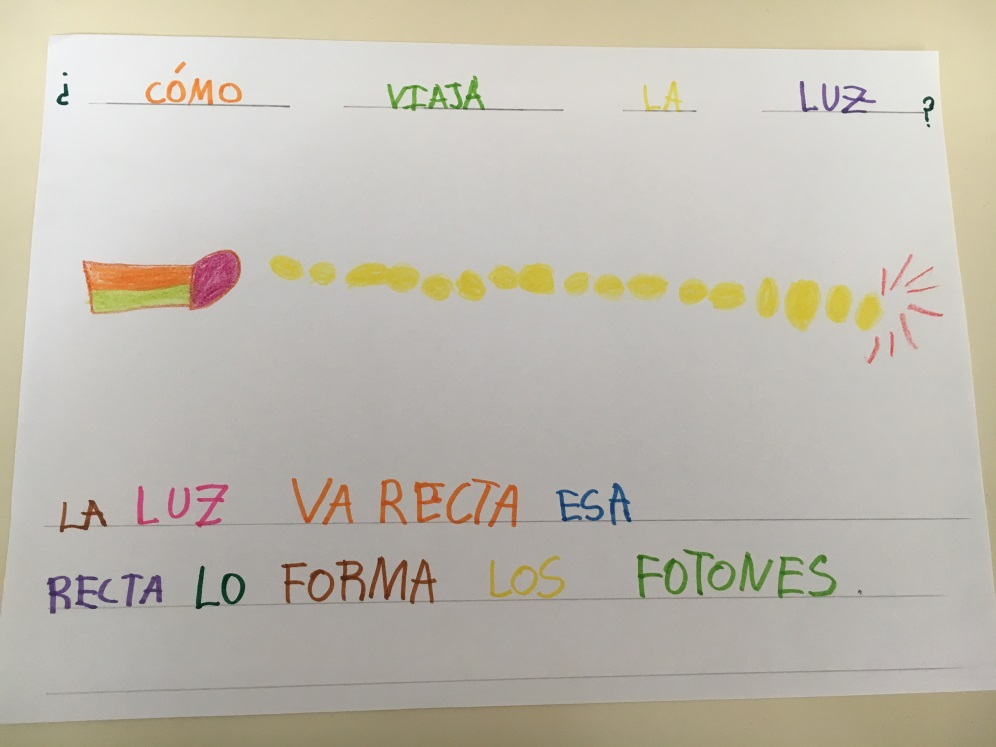 ¿ CÓMO VIAJA LA LUZ ?
LA LUZ VA RECTA ESA
RECTA LO FORMA LOS FOTONES.